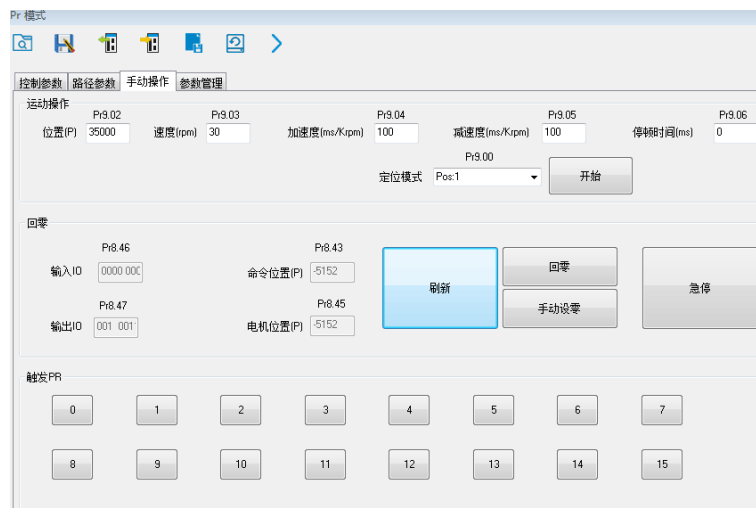 Pr 模式
控制参数 路径参数 手动操作 参数管理
运动操作
Pr9.02 Pr9.03 Pr9.04 Pr9.05 Pr9.06
位置(P) 35000 速度(rpm) 30 加速度(ms/Krpm) 100 减速度(ms/Krpm) 100 停顿时间(ms) 0
Pr9.00
定位模式 Pos:1 开始
回零
Pr8.46 Pr8.43
输入IO 0000 000 命令位置(P) -5152 刷新 回零 急停
Pr8.47 Pr8.45
输出IO 001 001 电机位置(P) -5152 手动设零
触发PR
0 1 2 3 4 5 6 7
8 9 10 11 12 13 14 15